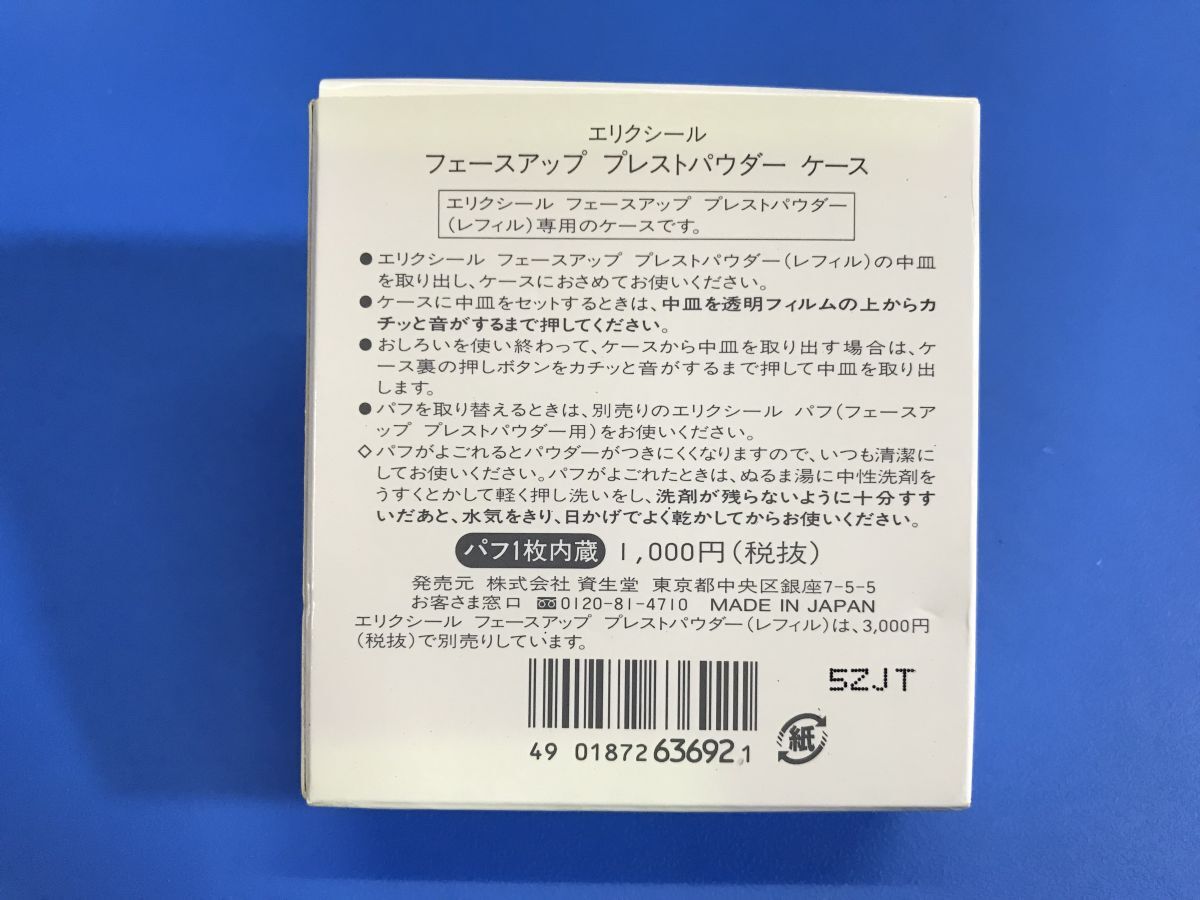 エリクシール
フェースアップ プレストパウダー ケース
エリクシール フェースアップ プレストパウダー
(レフィル)専用のケースです。
●エリクシール フェースアップ プレストパウダー(レフィル)の中皿
を取り出し、ケースにおさめてお使いください。
●ケースに中皿をセットするときは、中皿を透明フィルムの上からカ
チッと音がするまで押してください。
●おしろいを使い終わって、ケースから中皿を取り出す場合は、ケ
ース裏の押しボタンをカチッと音がするまで押して中皿を取り出
します。
●パフを取り替えるときは、別売りのエリクシール パフ(フェースア
ップ プレストパウダー用)をお使いください。
◇パフがよごれるとパウダーがつきにくくなりますので、いつも清潔に
してお使いください。パフがよごれたときは、ぬるま湯に中性洗剤を
うすくとかして軽く押し洗いをし、洗剤が残らないように十分すす
いだあと、水気をきり、日かげでよく乾かしてからお使いください。
パフ1枚内蔵 1,000円(税抜)
発売元 株式会社 資生堂 東京都中央区銀座7-5-5
お客さま窓口 0120-81-4710 MADE IN JAPAN
エリクシール フェースアップ プレストパウダー(レフィル)は、3,000円
(税抜)で別売りしています。
5ZJT
49 01872 63692 1
紙